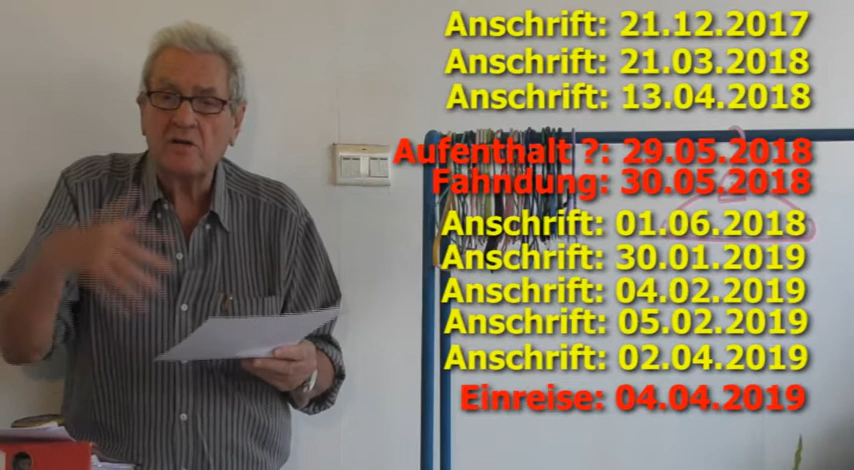 Anschrift: 21.12.2017
Anschrift: 21.03.2018
Anschrift: 13.04.2018
Aufenthalt ?: 29.05.2018
Fahndung: 30.05.2018
Anschrift: 01.06.2018
Anschrift: 30.01.2019
Anschrift: 04.02.2019
Anschrift: 05.02.2019
Anschrift: 02.04.2019
Einreise: 04.04.2019